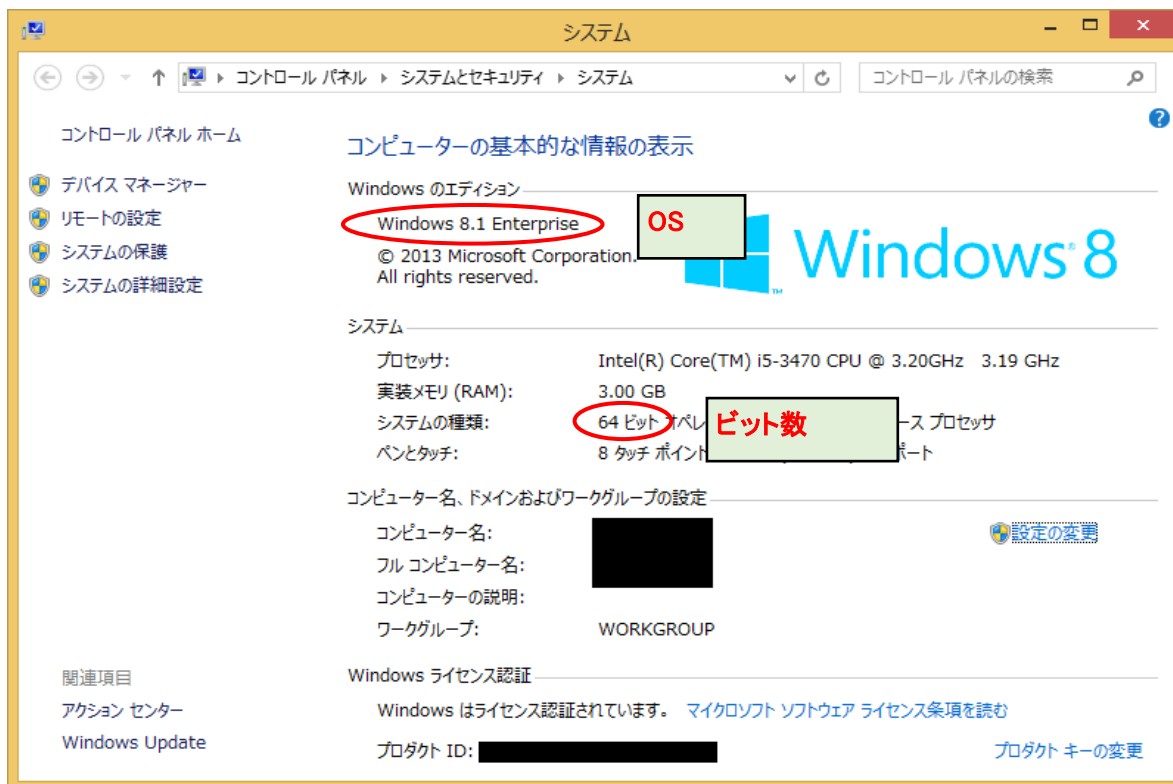 システム
コントロール パネル ▸ システムとセキュリティ ▸ システム
コントロール パネルの検索
コントロール パネル ホーム
デバイス マネージャー
リモートの設定
システムの保護
システムの詳細設定
コンピューターの基本的な情報の表示
Windows のエディション
Windows 8.1 Enterprise
OS
© 2013 Microsoft Corporation.
All rights reserved.
Windows 8
システム
プロセッサ: Intel(R) Core(TM) i5-3470 CPU @ 3.20GHz 3.19 GHz
実装メモリ (RAM): 3.00 GB
システムの種類: 64 ビット オペレ ース プロセッサ
ビット数
ペンとタッチ: 8 タッチ ポイント ポート
コンピューター名、ドメインおよびワークグループの設定
コンピューター名: 設定の変更
フル コンピューター名:
コンピューターの説明:
ワークグループ: WORKGROUP
Windows ライセンス認証
Windows はライセンス認証されています。 マイクロソフト ソフトウェア ライセンス条項を読む
プロダクト ID: プロダクト キーの変更
関連項目
アクション センター
Windows Update